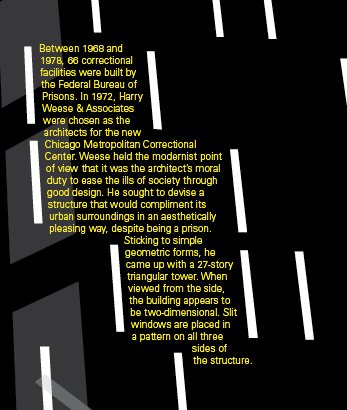 Between 1968 and
1978, 66 correctional
facilities were built by
the Federal Bureau of
Prisons. In 1972, Harry
Weese & Associates
were chosen as the
architects for the new
Chicago Metropolitan Correctional
Center. Weese held the modernist point
of view that it was the architect's moral
duty to ease the ills of society through
good design. He sought to devise a
structure that would compliment its
urban surroundings in an aesthetically
pleasing way, despite being a prison.
Sticking to simple
geometric forms, he
came up with a 27-story
triangular tower. When
viewed from the side,
the building appears to
be two-dimensional. Slit
windows are placed in
a pattern on all three
sides of
the structure.